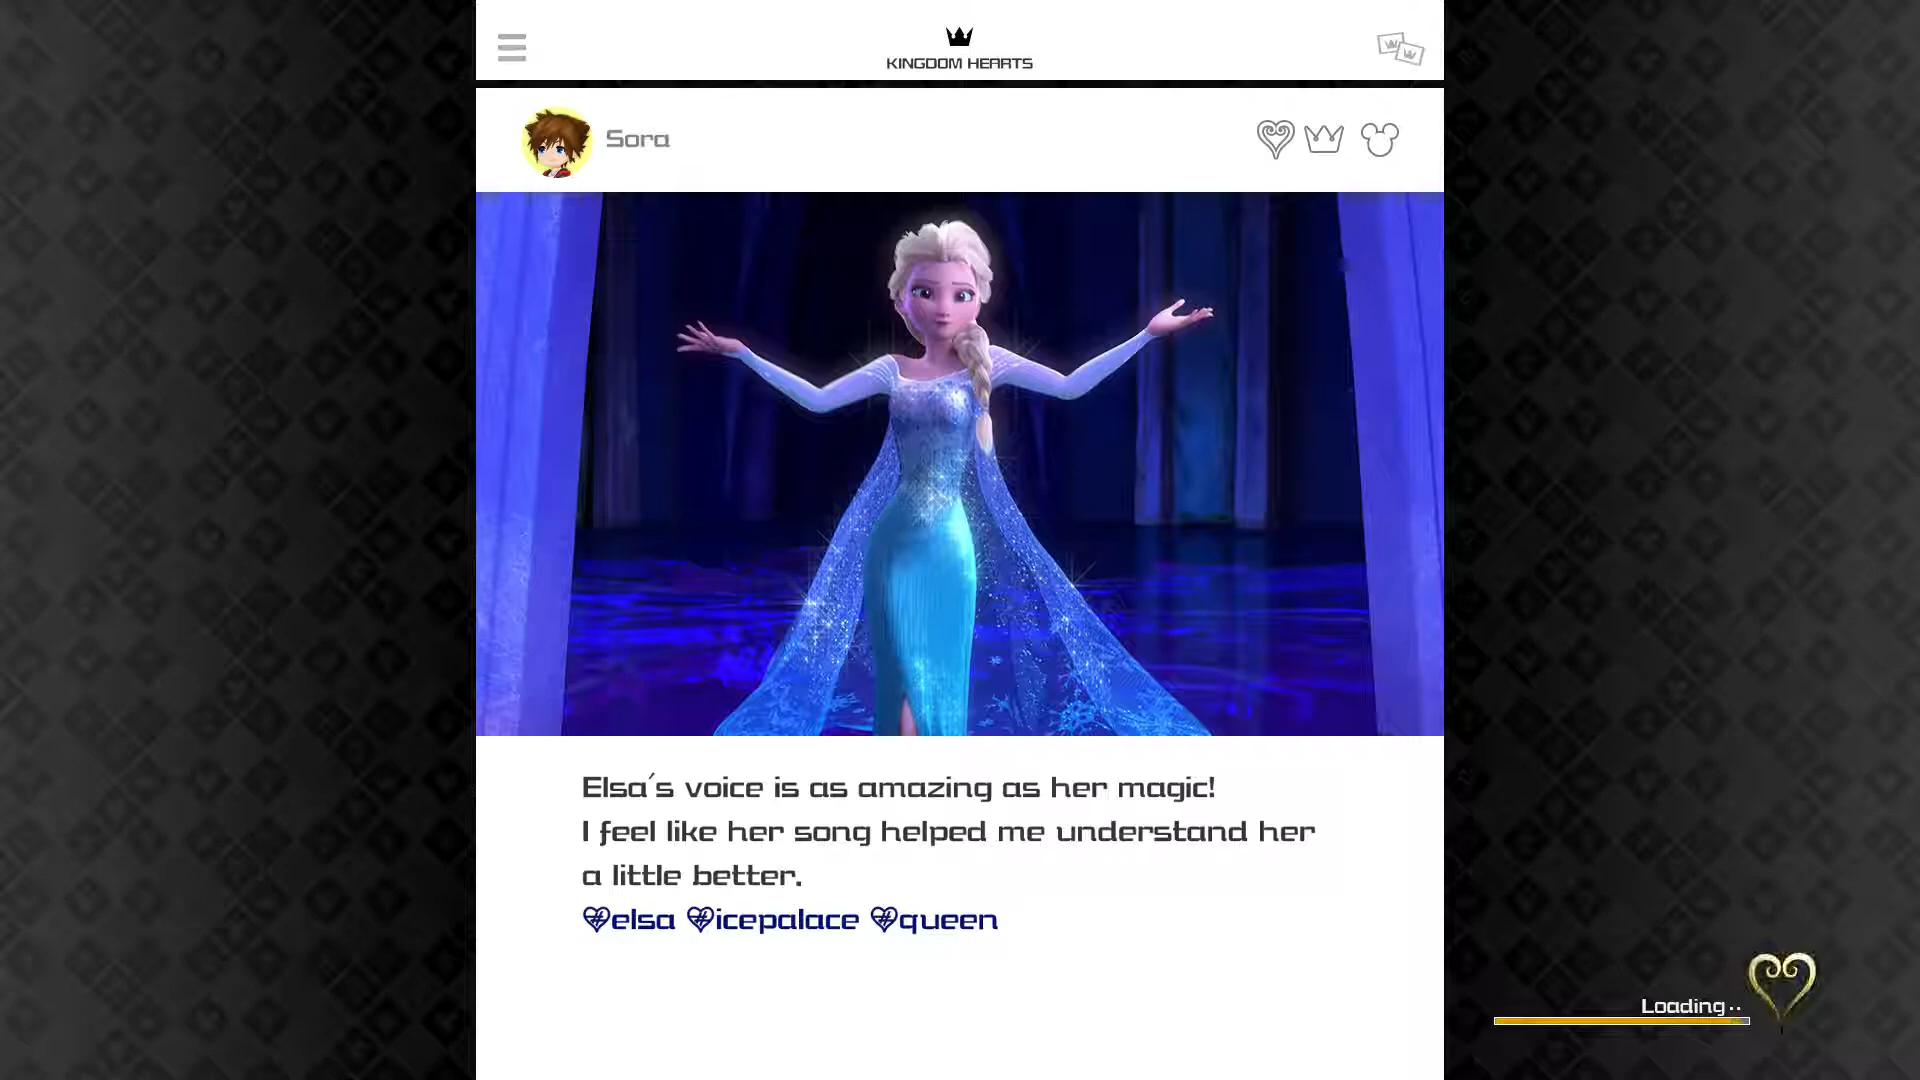 KINGDOM HEARTS
Sora
Elsa's voice is as amazing as her magic!
I feel like her song helped me understand her
a little better.
#elsa #icepalace #queen
Loading..